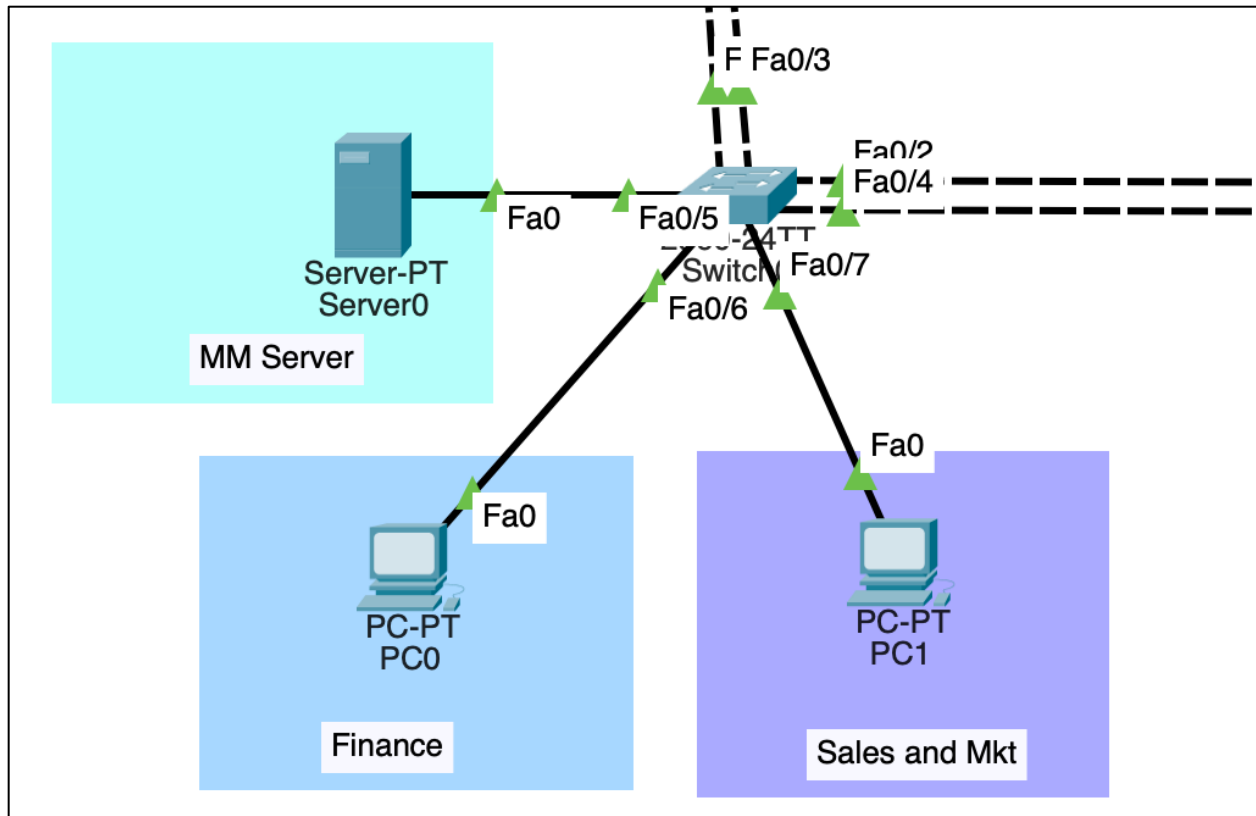 F Fa0/3
Fa0/2
Fa0/4
Fa0
Fa0/5
Switch
Fa0/7
Server-PT
Server0
Fa0/6
MM Server
Fa0
Fa0
PC-PT
PC0
PC-PT
PC1
Finance
Sales and Mkt